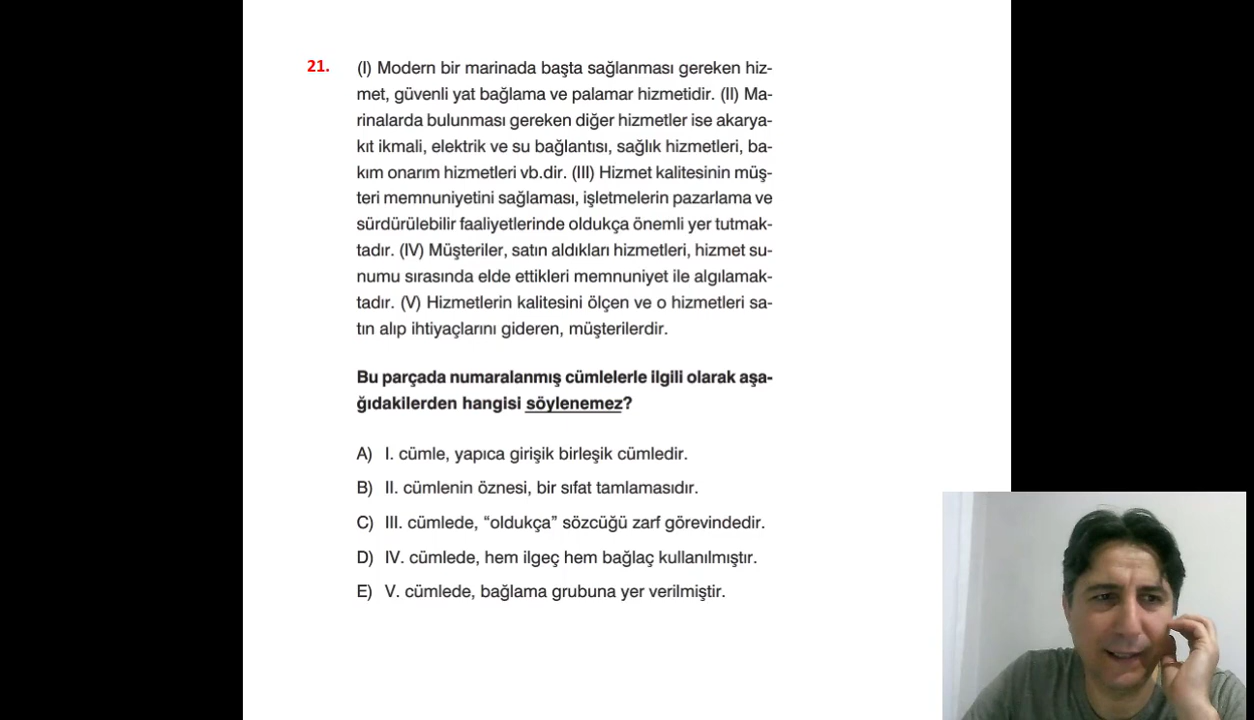 21. (I) Modern bir marinada başta sağlanması gereken hiz-
met, güvenli yat bağlama ve palamar hizmetidir. (II) Ma-
rinalarda bulunması gereken diğer hizmetler ise akarya-
kıt ikmali, elektrik ve su bağlantısı, sağlık hizmetleri, ba-
kım onarım hizmetleri vb.dir. (III) Hizmet kalitesinin müş-
teri memnuniyetini sağlaması, işletmelerin pazarlama ve
sürdürülebilir faaliyetlerinde oldukça önemli yer tutmak-
tadır. (IV) Müşteriler, satın aldıkları hizmetleri, hizmet su-
numu sırasında elde ettikleri memnuniyet ile algılamak-
tadır. (V) Hizmetlerin kalitesini ölçen ve o hizmetleri sa-
tın alıp ihtiyaçlarını gideren, müşterilerdir.
Bu parçada numaralanmış cümlelerle ilgili olarak aşa-
ğıdakilerden hangisi söylenemez?
A) I. cümle, yapıca girişik birleşik cümledir.
B) II. cümlenin öznesi, bir sıfat tamlamasıdır.
C) III. cümlede, “oldukça” sözcüğü zarf görevindedir.
D) IV. cümlede, hem ilgeç hem bağlaç kullanılmıştır.
E) V. cümlede, bağlama grubuna yer verilmiştir.